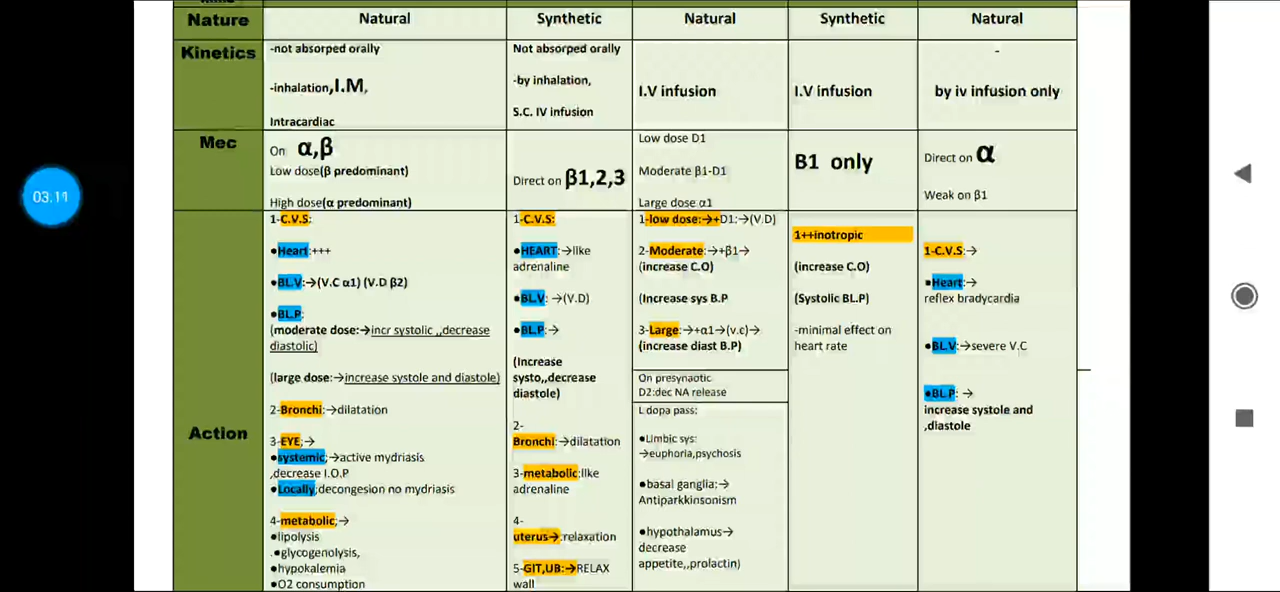 Nature
Natural
Synthetic
Natural
Synthetic
Natural
Kinetics
-not absorbed orally
-inhalation,I.M,
Intracardiac
Not absorbed orally
-by inhalation,
S.C. IV infusion
I.V infusion
I.V infusion
-
by iv infusion only
Mec
On α,β
Low dose(β predominant)
High dose(α predominant)
Direct on β1,2,3
Low dose D1
Moderate β1-D1
Large dose α1
B1 only
Direct on α
Weak on β1
03.11
Action
1-C.V.S:
●Heart:+++
●BL.V:→(V.C α1) (V.D β2)
●BL.P:
(moderate dose:→incr systolic ,,decrease
diastolic)
(large dose:→increase systole and diastole)
2-Bronchi:→dilatation
3-EYE:→
●systemic:→active mydriasis
,decrease I.O.P
●Locally:decongesion no mydriasis
4-metabolic:→
●lipolysis
.●glycogenolysis,
●hypokalemia
●O2 consumption
1-C.V.S:
●HEART:→like
adrenaline
●BL.V: →(V.D)
●BL.P:→
(Increase
systo,,decrease
diastole)
2-
Bronchi:→dilatation
3-metabolic:like
adrenaline
4-
uterus→:relaxation
5-GIT,UB:→RELAX
wall
1-low dose:→+D1:→(V.D)
2-Moderate:→+β1→
(increase C.O)
(Increase sys B.P
3-Large:→+α1→(v.c)→
(increase diast B.P)
On presynaotic
D2:dec NA release
L dopa pass:
●Limbic sys:
→euphoria,psychosis
●basal ganglia:→
Antiparkkinsonism
●hypothalamus→
decrease
appetite,,prolactin)
1++inotropic
(increase C.O)
(Systolic BL.P)
-minimal effect on
heart rate
1-C.V.S:→
●Heart:→
reflex bradycardia
●BL.V:→severe V.C
●BL.P: →
increase systole and
,diastole